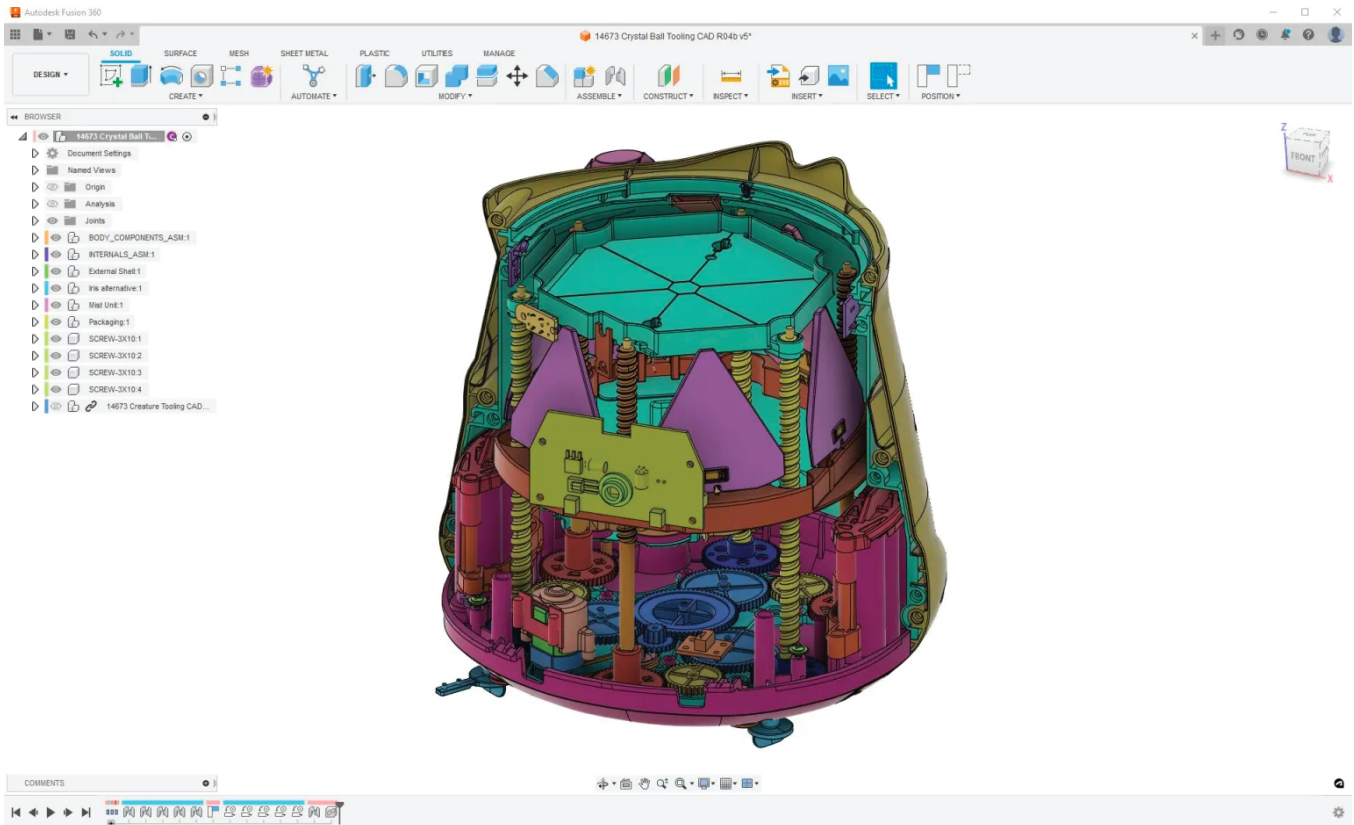 Autodesk Fusion 360
14673 Crystal Ball Tooling CAD R04b v5*
SOLID SURFACE MESH SHEET METAL PLASTIC UTILITIES MANAGE
DESIGN
CREATE AUTOMATE MODIFY ASSEMBLE CONSTRUCT INSPECT INSERT SELECT POSITION
BROWSER
14673 Crystal Ball Ti...
Document Settings
Named Views
Origin
Analysis
Joints
BODY_COMPONENTS_ASM:1
INTERNALS_ASM:1
External Shell:1
Iris alternative:1
Mist Unit:1
Packaging:1
SCREW-3X10:1
SCREW-3X10:2
SCREW-3X10:3
SCREW-3X10:4
14673 Creature Tooling CAD...
Z
FRONT
X
COMMENTS